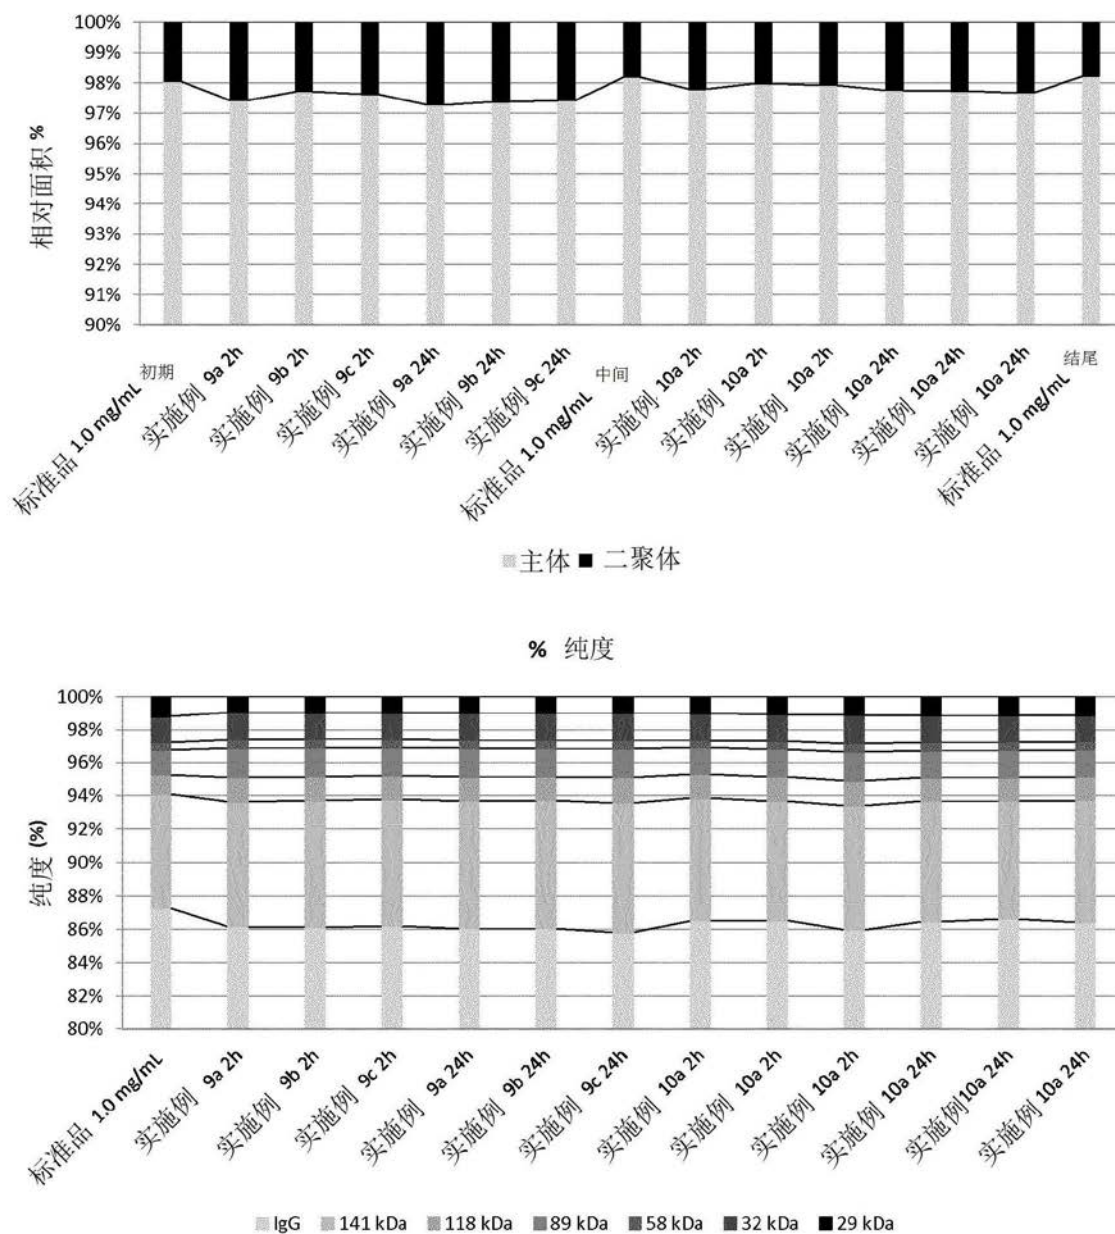 100%
99%
98%
97%
96%
95%
94%
93%
92%
91%
90%
相对面积 %
标准品 1.0 mg/mL 初期
实施例 9a 2h
实施例 9b 2h
实施例 9c 2h
实施例 9a 24h
实施例 9b 24h
实施例 9c 24h
标准品 1.0 mg/mL 中间
实施例 10a 2h
实施例 10a 2h
实施例 10a 2h
实施例 10a 24h
实施例 10a 24h
实施例 10a 24h
标准品 1.0 mg/mL 结尾
主体 二聚体
% 纯度
100%
98%
96%
94%
92%
90%
88%
86%
84%
82%
80%
纯度 (%)
标准品 1.0 mg/mL
实施例 9a 2h
实施例 9b 2h
实施例 9c 2h
实施例 9a 24h
实施例 9b 24h
实施例 9c 24h
实施例 10a 2h
实施例 10a 2h
实施例 10a 2h
实施例 10a 24h
实施例10a 24h
实施例 10a 24h
IgG 141 kDa 118 kDa 89 kDa 58 kDa 32 kDa 29 kDa